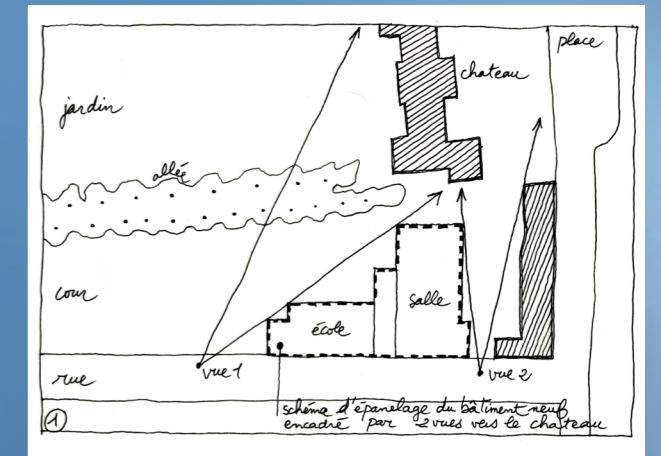 place
chateau
jardin
allée
cour
salle
école
vue 1
vue 2
rue
schéma d'épanelage du bâtiment neuf
encadré par 2 vues vers le chateau
1